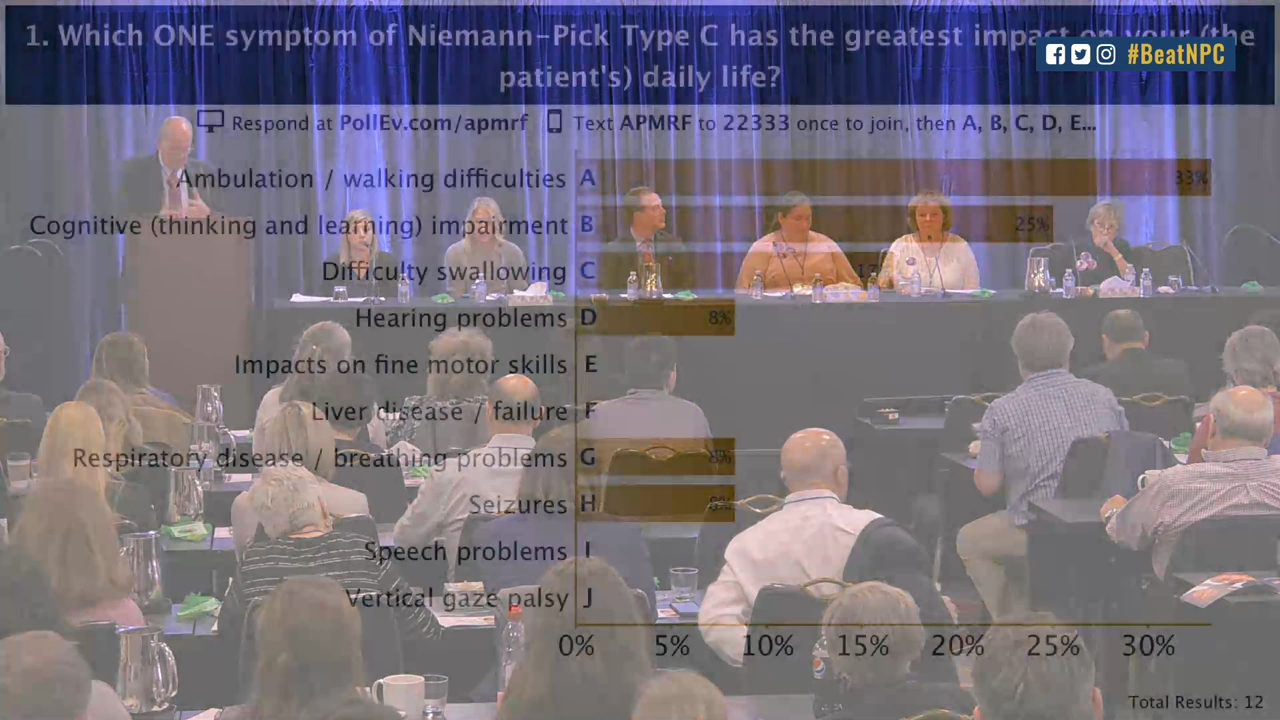 1. Which ONE symptom of Niemann-Pick Type C has the greatest impact on your (the
patient's) daily life?
#BeatNPC
Respond at PollEv.com/apmrf Text APMRF to 22333 once to join, then A, B, C, D, E...
Ambulation / walking difficulties A 33%
Cognitive (thinking and learning) impairment B 25%
Difficulty swallowing C
Hearing problems D 8%
Impacts on fine motor skills E
Liver disease / failure F
Respiratory disease / breathing problems G 8%
Seizures H 8%
Speech problems I
Vertical gaze palsy J
0% 5% 10% 15% 20% 25% 30%
Total Results: 12